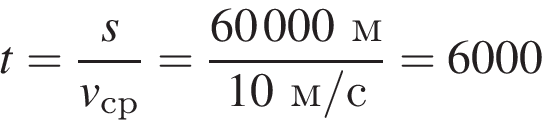 t = s / v_ср = 60 000 м / 10 м/с = 6000